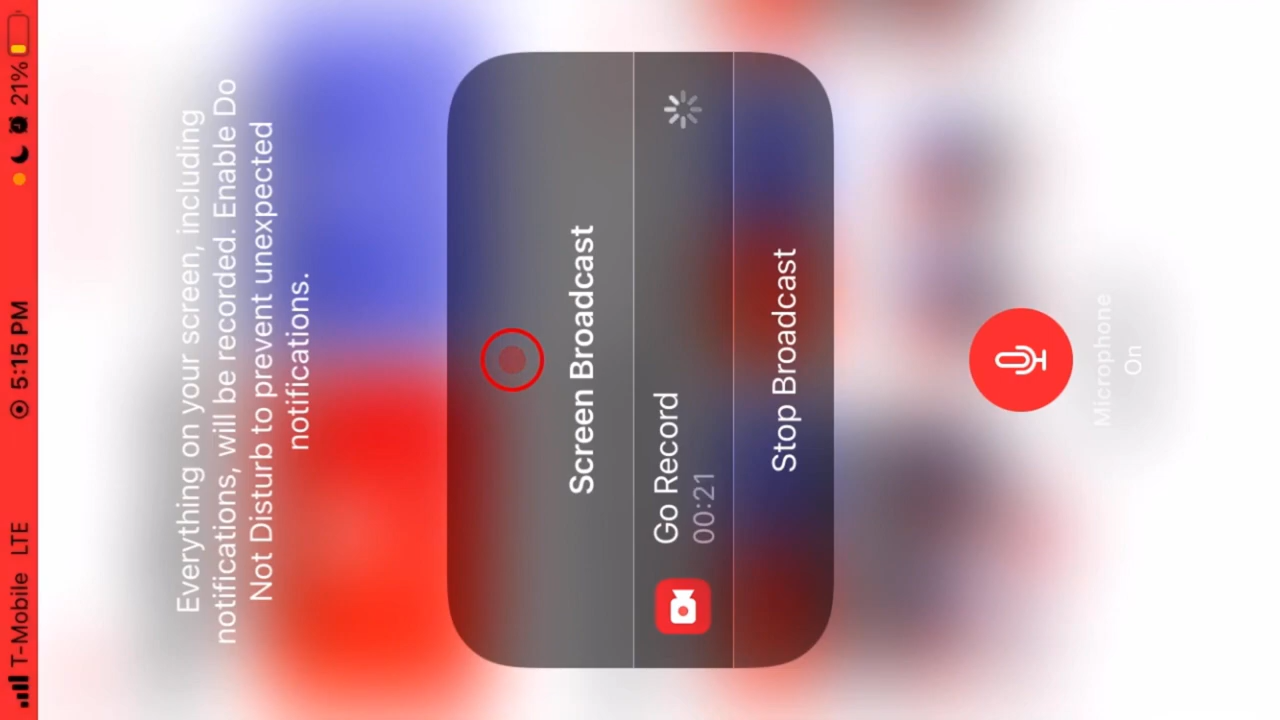 T-Mobile LTE 5:15 PM 21%
Everything on your screen, including
notifications, will be recorded. Enable Do
Not Disturb to prevent unexpected
notifications.
Screen Broadcast
Go Record
00:21
Stop Broadcast
Microphone
On